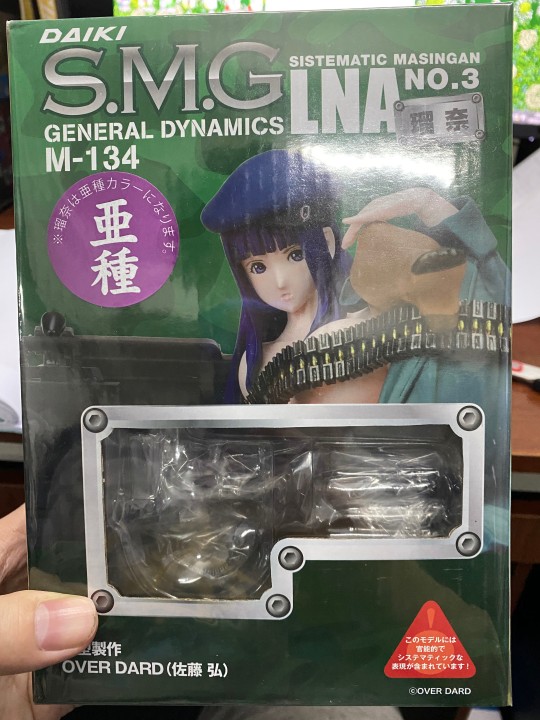 DAIKI
S.M.G
SISTEMATIC MASINGAN
LNA NO.3
瑠奈
GENERAL DYNAMICS
M-134
※瑠奈は亜種カラーになります。
亜種
型製作
OVER DARD(佐藤 弘)
このモデルには
官能的で
システマティックな
表現が含まれています!
©OVER DARD